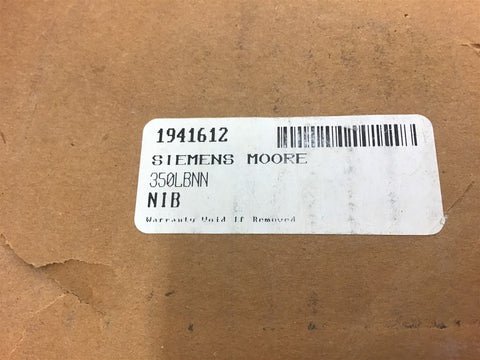 1941612
SIEMENS MOORE
350LBNN
NIB
Warranty Void If Removed